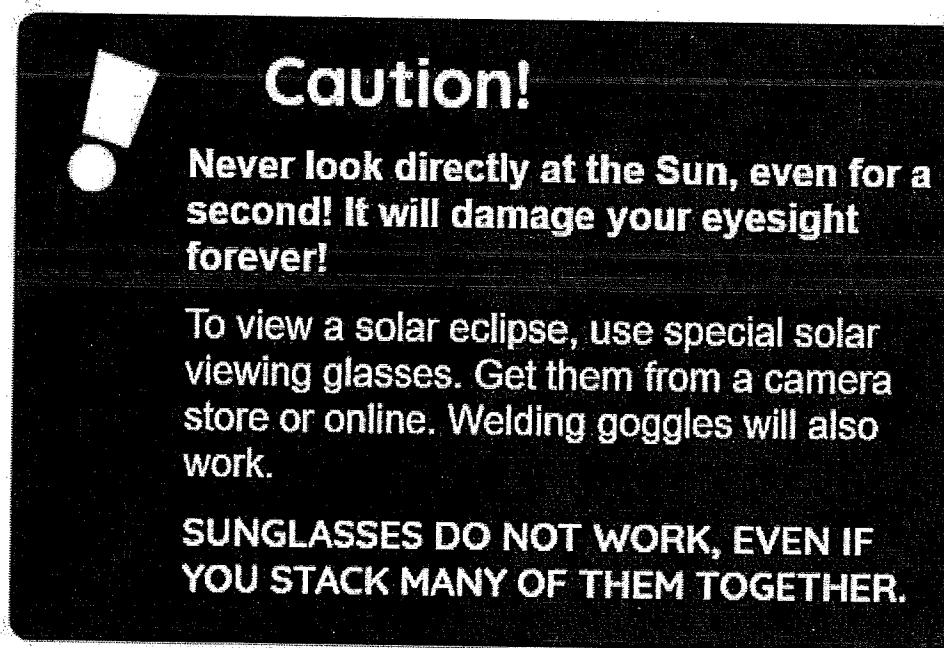 Caution!
Never look directly at the Sun, even for a
second! It will damage your eyesight
forever!
To view a solar eclipse, use special solar
viewing glasses. Get them from a camera
store or online. Welding goggles will also
work.
SUNGLASSES DO NOT WORK, EVEN IF
YOU STACK MANY OF THEM TOGETHER.